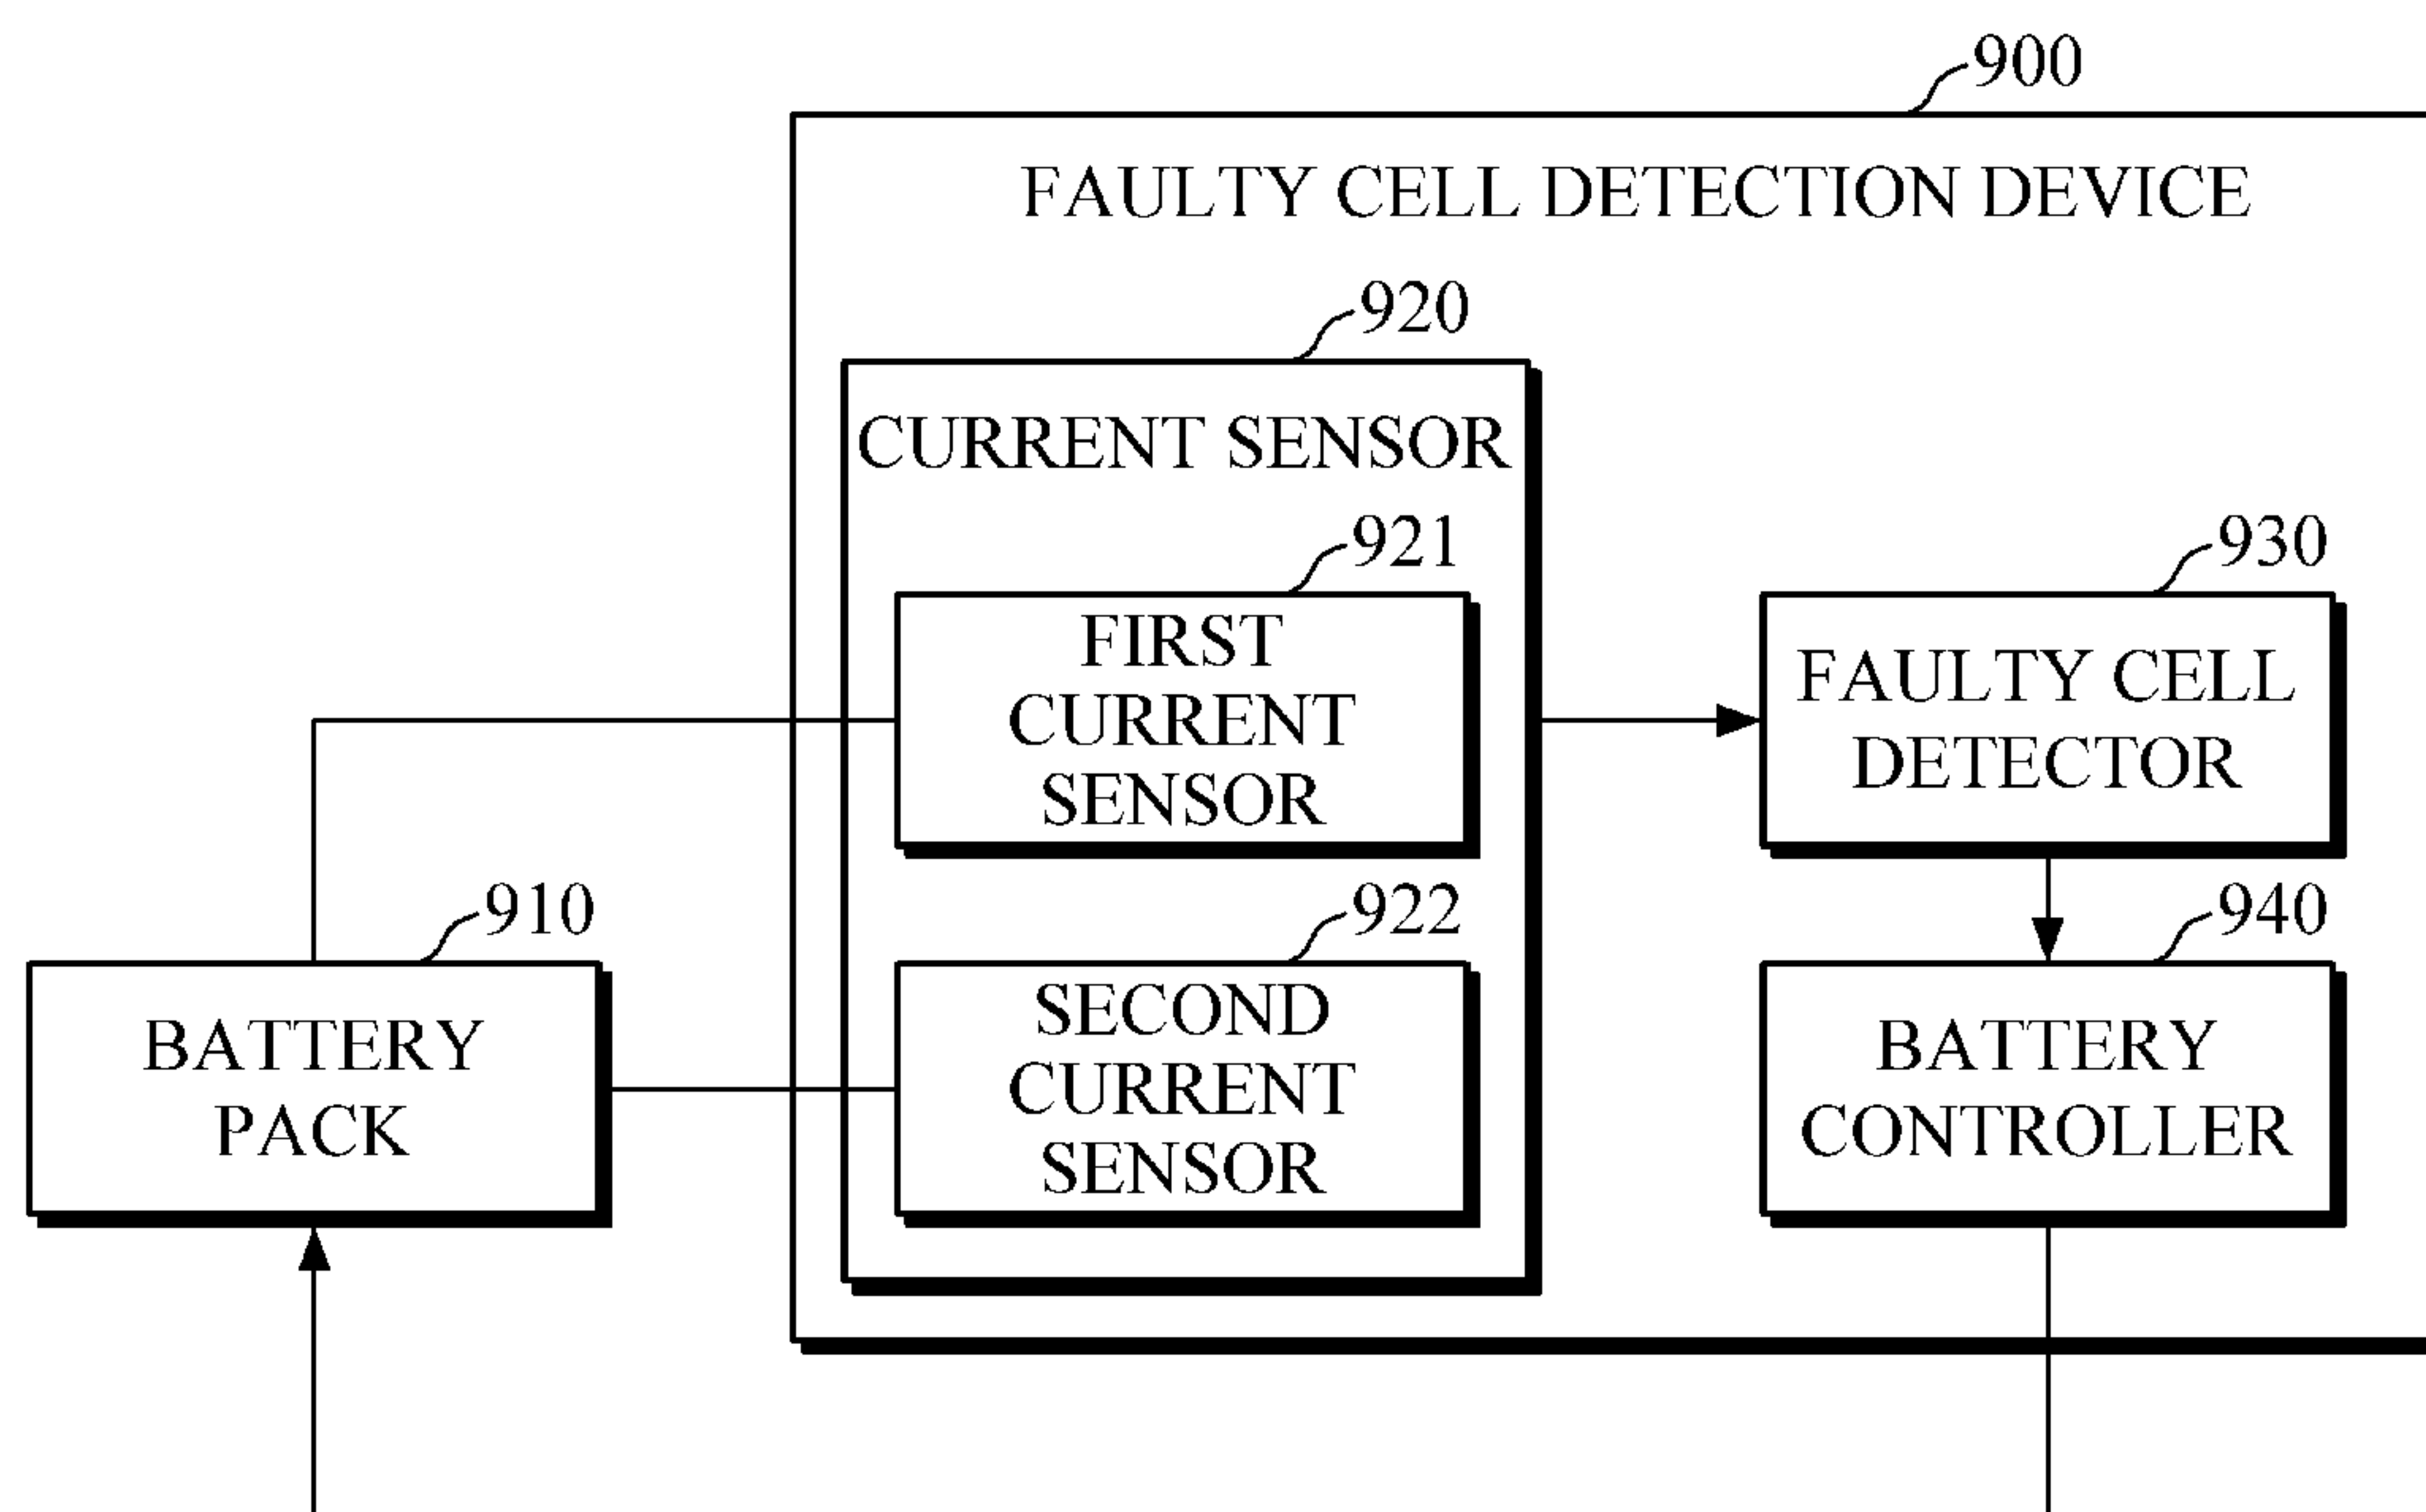 900
FAULTY CELL DETECTION DEVICE
920
CURRENT SENSOR
921
FIRST
CURRENT
SENSOR
930
FAULTY CELL
DETECTOR
910
BATTERY
PACK
922
SECOND
CURRENT
SENSOR
940
BATTERY
CONTROLLER